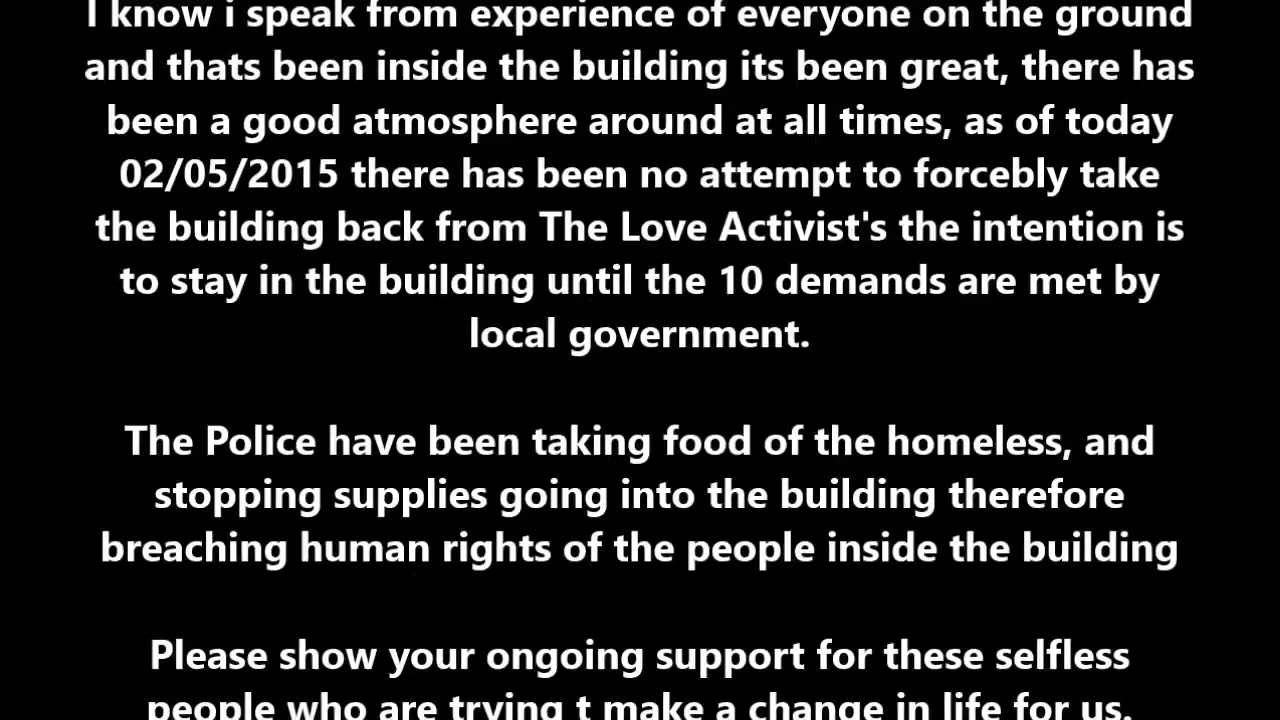 I know i speak from experience of everyone on the ground
and thats been inside the building its been great, there has
been a good atmosphere around at all times, as of today
02/05/2015 there has been no attempt to forcebly take
the building back from The Love Activist's the intention is
to stay in the building until the 10 demands are met by
local government.
The Police have been taking food of the homeless, and
stopping supplies going into the building therefore
breaching human rights of the people inside the building
Please show your ongoing support for these selfless
people who are trying t make a change in life for us.